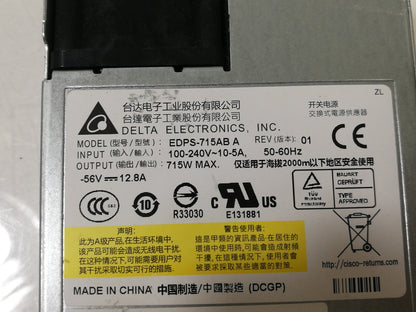 ZL
台达电子工业股份有限公司
台達電子工業股份有限公司
DELTA ELECTRONICS, INC.
开关电源
交換式電源供應器
MODEL (型号/型號): EDPS-715AB A REV (版本): 01
INPUT (输入/輸入): 100-240V~10-5A, 50-60Hz
OUTPUT (输出/輸出): 715W MAX. 仅适用于海拔2000m以下地区安全使用
-56V ⎓ 12.8A
CE
10
R33030
UL US
E131881
TÜV
BAUART
GEPRÜFT
TYPE
APPROVED
声明:
此为A级产品,在生活环境中,
该产品可能会造成无线电干扰,
在这种情况下,可能需要用户对
其干扰采取切实可行的措施。
警告使用者:
這是甲類的資訊產品,在居住的
環境使用時,可能會造成射頻
干擾,在這種情況下,使用者會
被要求採取某些適當的對策
http://cisco-returns.com
MADE IN CHINA 中国制造/中國製造 (DCGP)